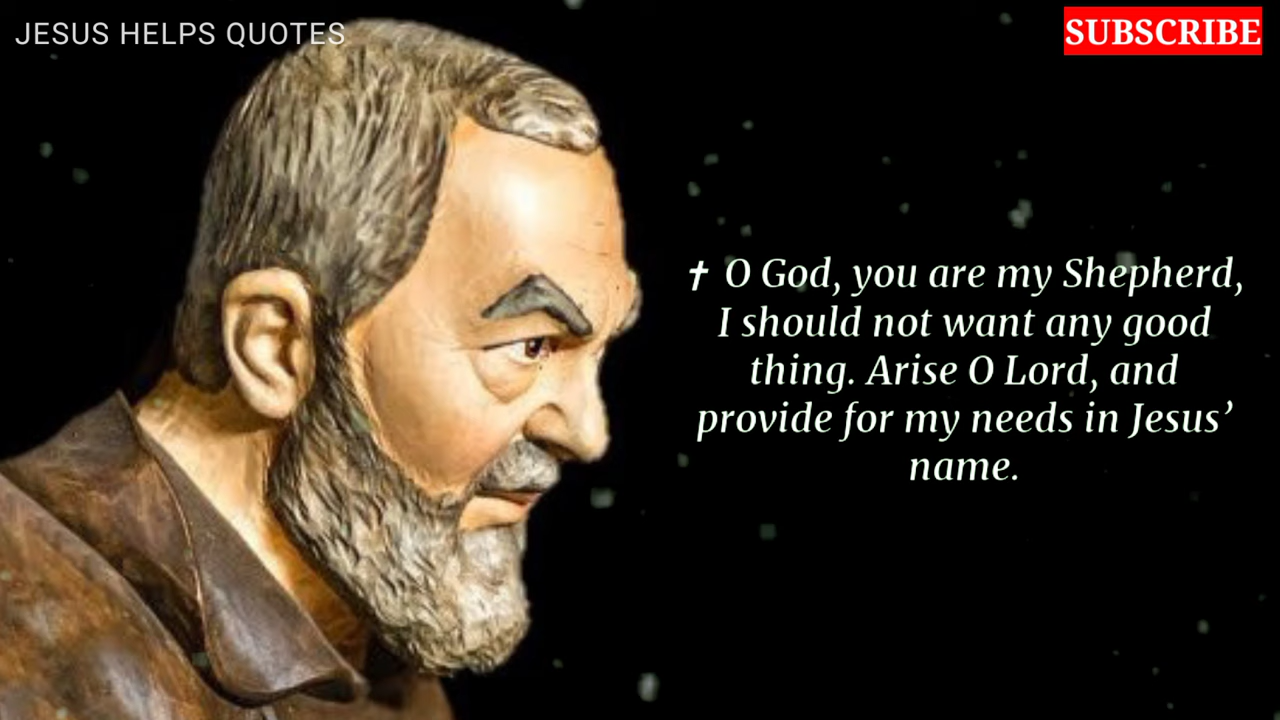 JESUS HELPS QUOTES
SUBSCRIBE
✝ O God, you are my Shepherd,
I should not want any good
thing. Arise O Lord, and
provide for my needs in Jesus’
name.